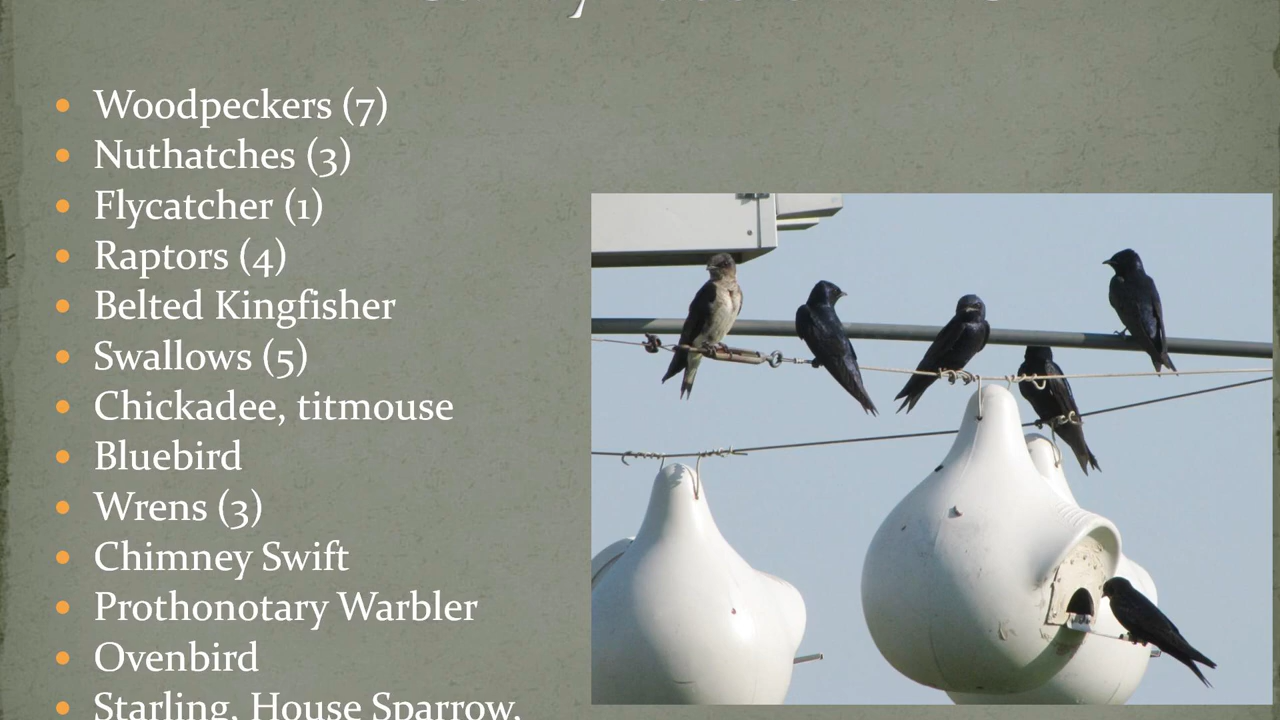 Woodpeckers (7)
Nuthatches (3)
Flycatcher (1)
Raptors (4)
Belted Kingfisher
Swallows (5)
Chickadee, titmouse
Bluebird
Wrens (3)
Chimney Swift
Prothonotary Warbler
Ovenbird
Starling, House Sparrow,